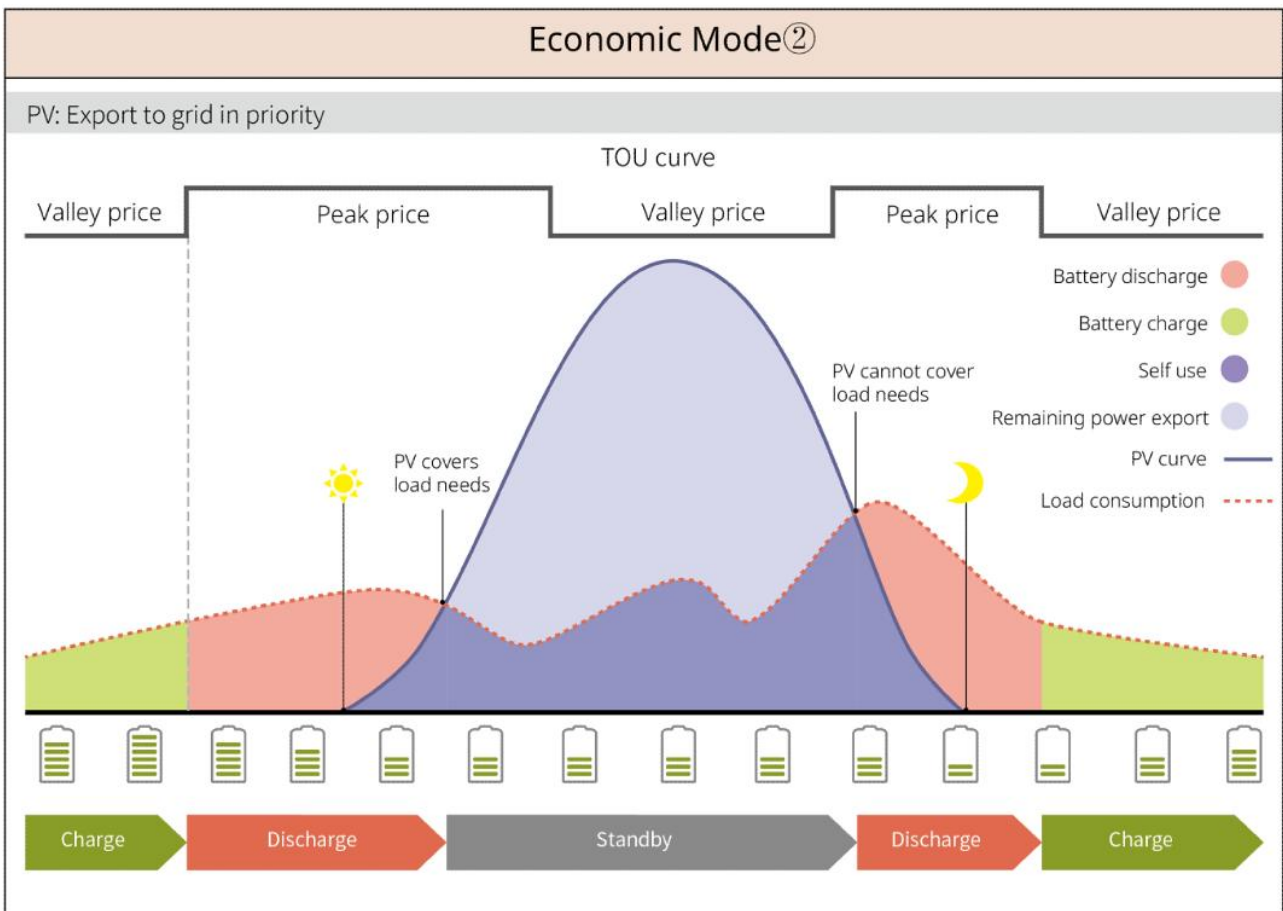 Economic Mode②
PV: Export to grid in priority
TOU curve
Valley price
Peak price
Valley price
Peak price
Valley price
Battery discharge
Battery charge
Self use
Remaining power export
PV curve
Load consumption
PV cannot cover
load needs
PV covers
load needs
Charge
Discharge
Standby
Discharge
Charge